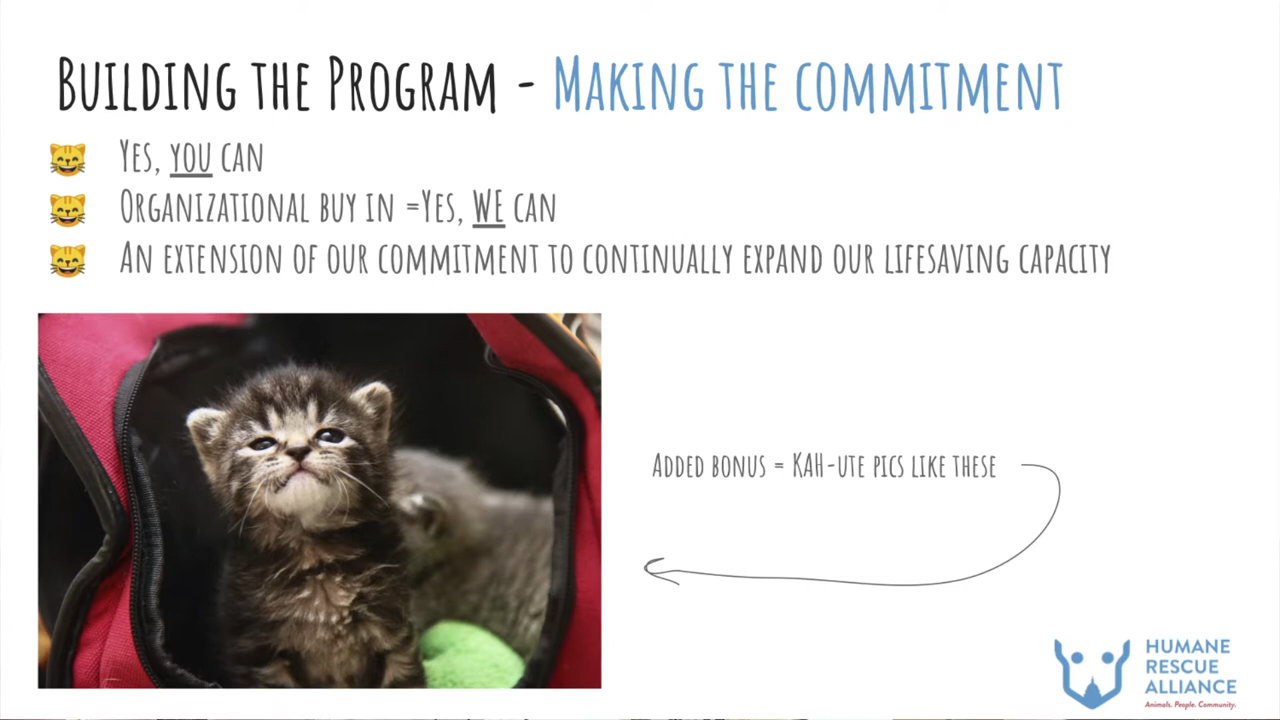 Building the Program - Making the commitment
Yes, you can
Organizational buy in =Yes, WE can
An extension of our commitment to continually expand our lifesaving capacity
Added bonus = KAH-ute pics like these
HUMANE
RESCUE
ALLIANCE
Animals. People. Community.